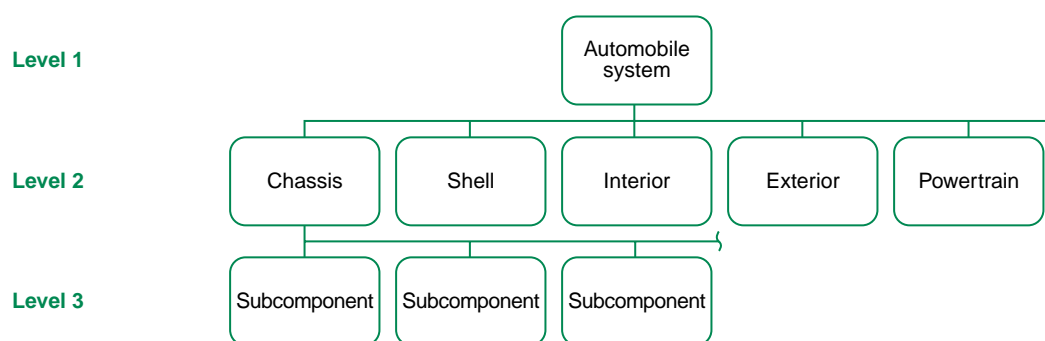 Level 1
Automobile
system
Level 2
Chassis
Shell
Interior
Exterior
Powertrain
Level 3
Subcomponent
Subcomponent
Subcomponent